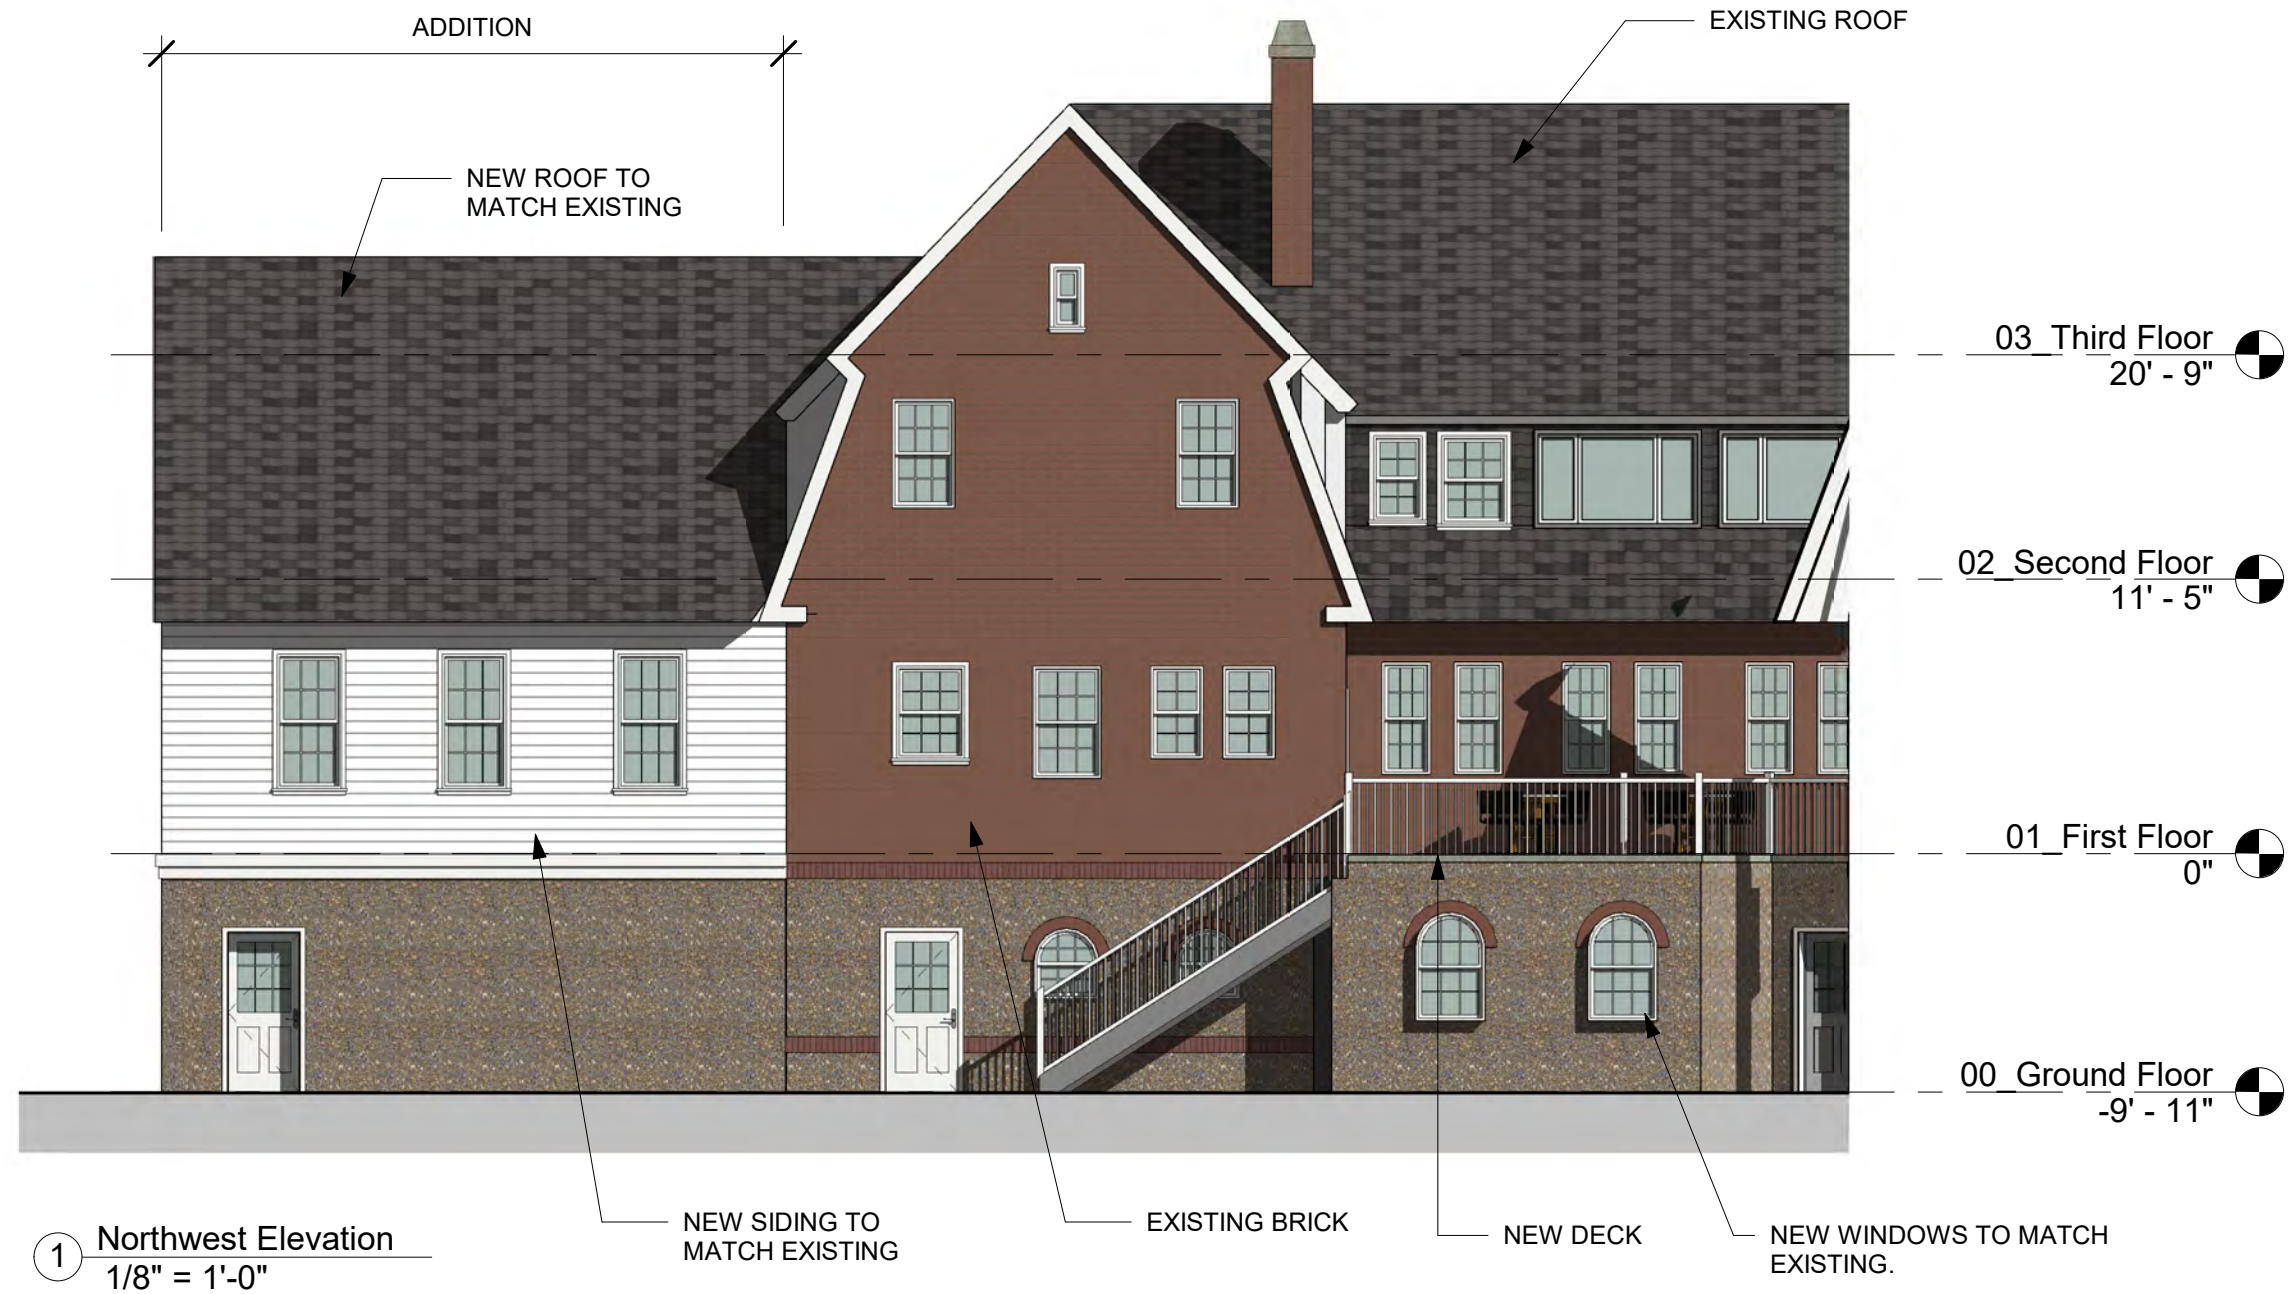 ADDITION
EXISTING ROOF
NEW ROOF TO
MATCH EXISTING
03_Third Floor
20' - 9"
02_Second Floor
11' - 5"
01_First Floor
0"
00_Ground Floor
-9' - 11"
NEW SIDING TO
MATCH EXISTING
EXISTING BRICK
NEW DECK
NEW WINDOWS TO MATCH
EXISTING.
1
Northwest Elevation
1/8" = 1'-0"